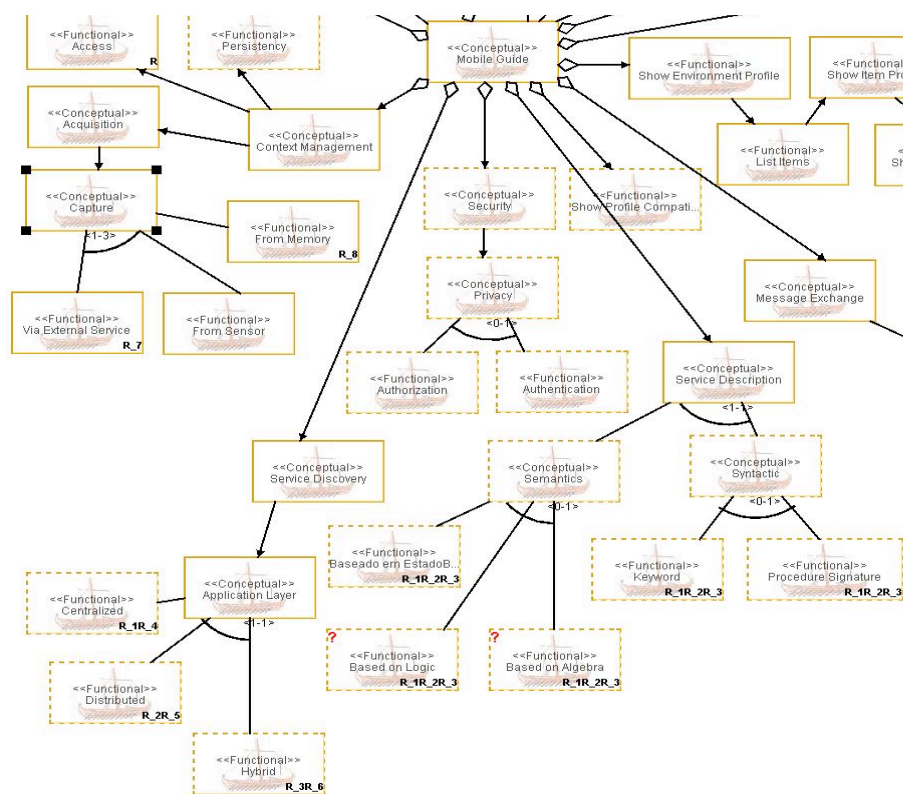 <<Functional>>
Access
R
<<Functional>>
Persistency
<<Conceptual>>
Mobile Guide
<<Functional>>
Show Environment Profile
<<Functional>>
Show Item Pro
<<Conceptual>>
Acquisition
<<Conceptual>>
Context Management
<<Functional>>
List Items
Sh
<<Conceptual>>
Capture
<1-3>
<<Functional>>
From Memory
R_8
<<Conceptual>>
Security
<<Functional>>
Show Profile Compati...
<<Conceptual>>
Privacy
<0-1>
<<Conceptual>>
Message Exchange
<<Functional>>
Via External Service
R_7
<<Functional>>
From Sensor
<<Functional>>
Authorization
<<Functional>>
Authentication
<<Conceptual>>
Service Description
<1-1>
<<Conceptual>>
Service Discovery
<<Conceptual>>
Semantics
<0-1>
<<Conceptual>>
Syntactic
<0-1>
<<Functional>>
Baseado em EstadoB...
R_1R_2R_3
<<Functional>>
Keyword
R_1R_2R_3
<<Functional>>
Procedure Signature
R_1R_2R_3
<<Conceptual>>
Application Layer
<1-1>
<<Functional>>
Centralized
R_1R_4
?
<<Functional>>
Based on Logic
R_1R_2R_3
?
<<Functional>>
Based on Algebra
R_1R_2R_3
<<Functional>>
Distributed
R_2R_5
<<Functional>>
Hybrid
R_3R_6